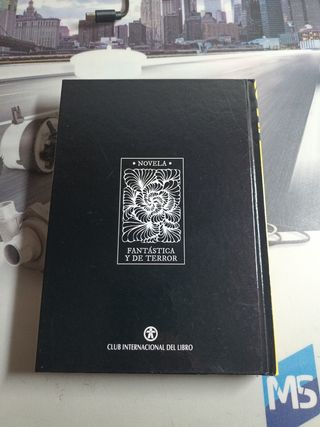 • NOVELA •
FANTÁSTICA
Y DE TERROR
CLUB INTERNACIONAL DEL LIBRO
MS